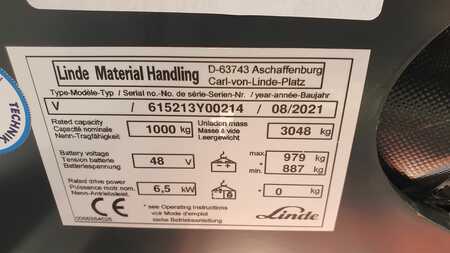 Linde Material Handling
D-63743 Aschaffenburg
Carl-von-Linde-Platz
Type-Modèle-Typ / Serial no.-No. de série-Serien-Nr. / year-année-Baujahr
V / 615213Y00214 / 08/2021
Rated capacity
Capacité nominale
Nenn-Tragfähigkeit
1000 kg
Unladen mass
Masse à vide
Leergewicht
3048 kg
Battery voltage
Tension batterie
Batteriespannung
48 V
max. 979 kg
* min. 887 kg
Rated drive power
Puissance motr. nom.
Nenn-Antriebsleist.
6,5 kW
* 0 kg
CE
* see Operating Instructions
voir Mode d'emploi
siehe Betriebsanleitung
Linde
TECHNIK